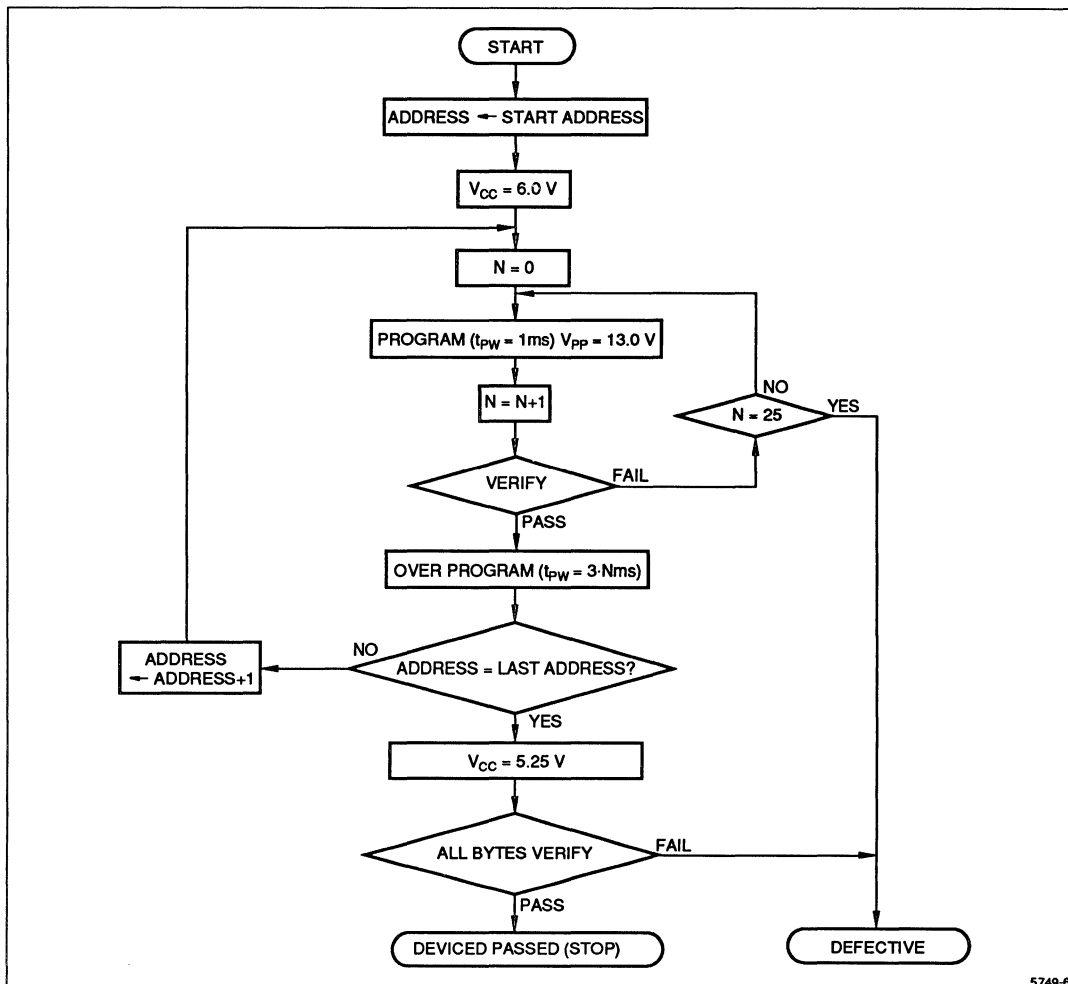 START
ADDRESS ← START ADDRESS
V_CC = 6.0 V
N = 0
PROGRAM (t_PW = 1ms) V_PP = 13.0 V
N = N+1
NO
N = 25
YES
VERIFY
FAIL
PASS
OVER PROGRAM (t_PW = 3·Nms)
NO
ADDRESS
← ADDRESS+1
ADDRESS = LAST ADDRESS?
YES
V_CC = 5.25 V
ALL BYTES VERIFY
FAIL
PASS
DEVICED PASSED (STOP)
DEFECTIVE
5749-6